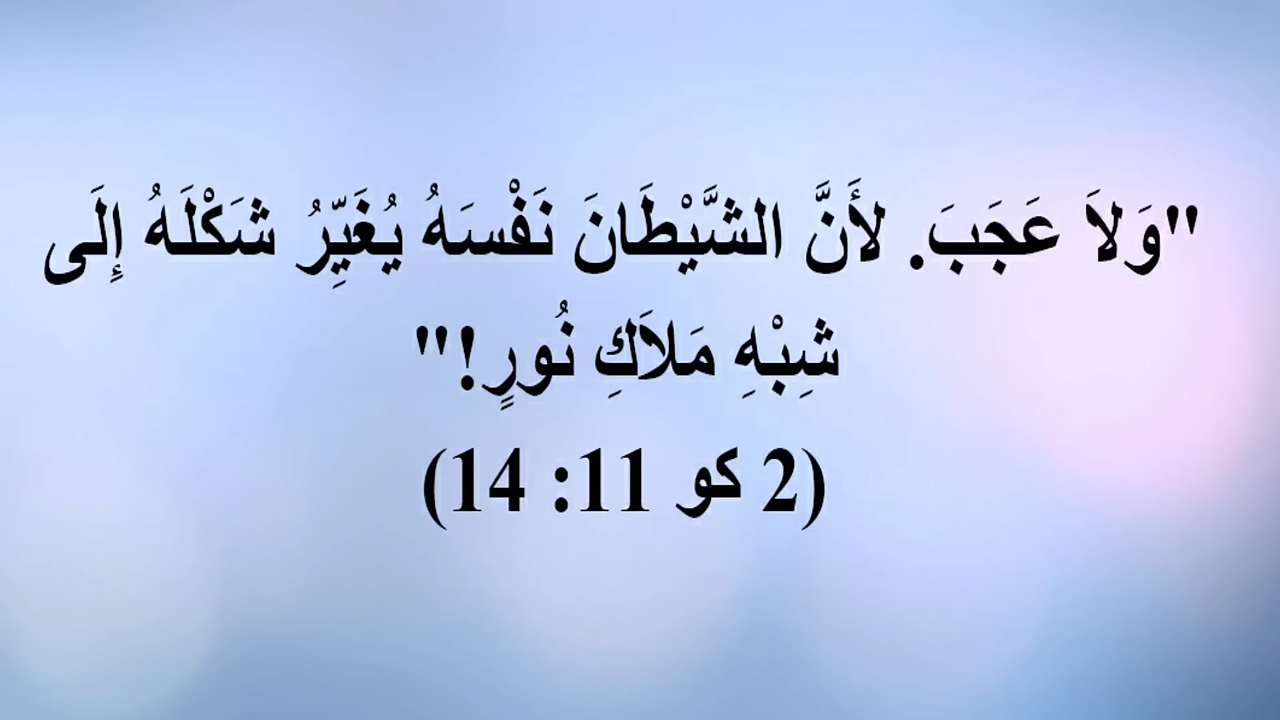 "وَلاَ عَجَبَ. لأَنَّ الشَّيْطَانَ نَفْسَهُ يُغَيِّرُ شَكْلَهُ إِلَى
شِبْهِ مَلاَكِ نُورٍ!"
(2 كو 11: 14)